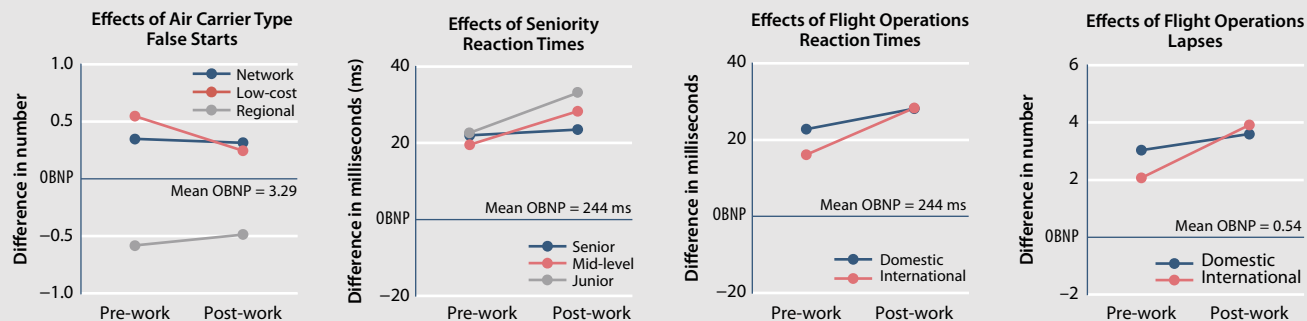 Effects of Air Carrier Type
False Starts
Difference in number
1.0
0.5
OBNP
−0.5
−1.0
Network
Low-cost
Regional
Mean OBNP = 3.29
Pre-work
Post-work
Effects of Seniority
Reaction Times
Difference in milliseconds (ms)
40
20
OBNP
−20
Mean OBNP = 244 ms
Senior
Mid-level
Junior
Pre-work
Post-work
Effects of Flight Operations
Reaction Times
Difference in milliseconds
40
20
OBNP
−20
Mean OBNP = 244 ms
Domestic
International
Pre-work
Post-work
Effects of Flight Operations
Lapses
Difference in number
6
4
2
OBNP
−2
Mean OBNP = 0.54
Domestic
International
Pre-work
Post-work